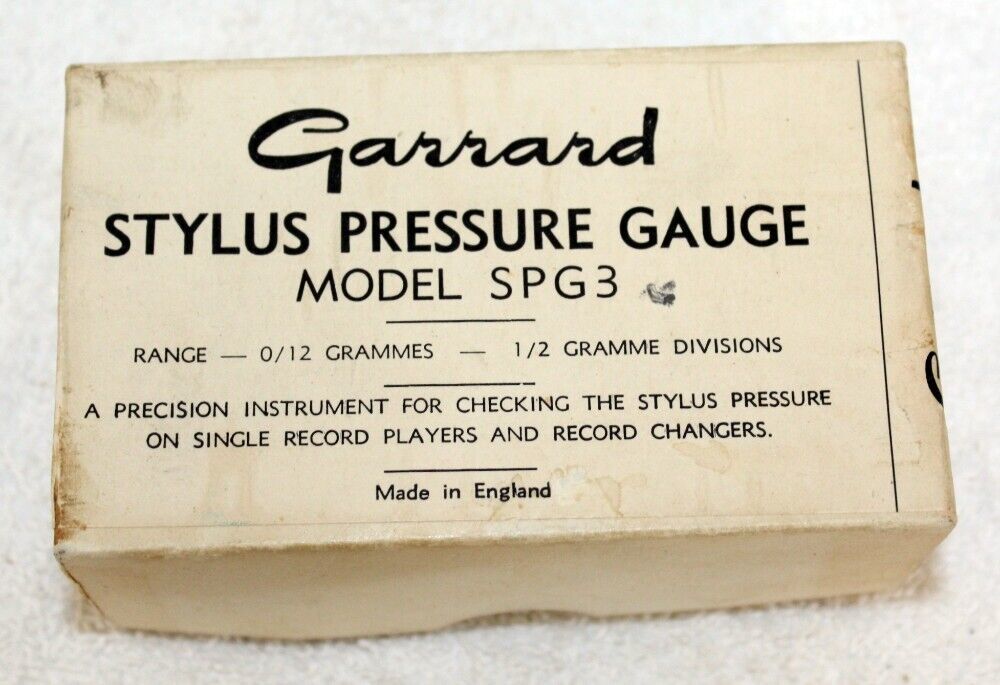 Garrard
STYLUS PRESSURE GAUGE
MODEL SPG3
RANGE — 0/12 GRAMMES — 1/2 GRAMME DIVISIONS
A PRECISION INSTRUMENT FOR CHECKING THE STYLUS PRESSURE
ON SINGLE RECORD PLAYERS AND RECORD CHANGERS.
Made in England